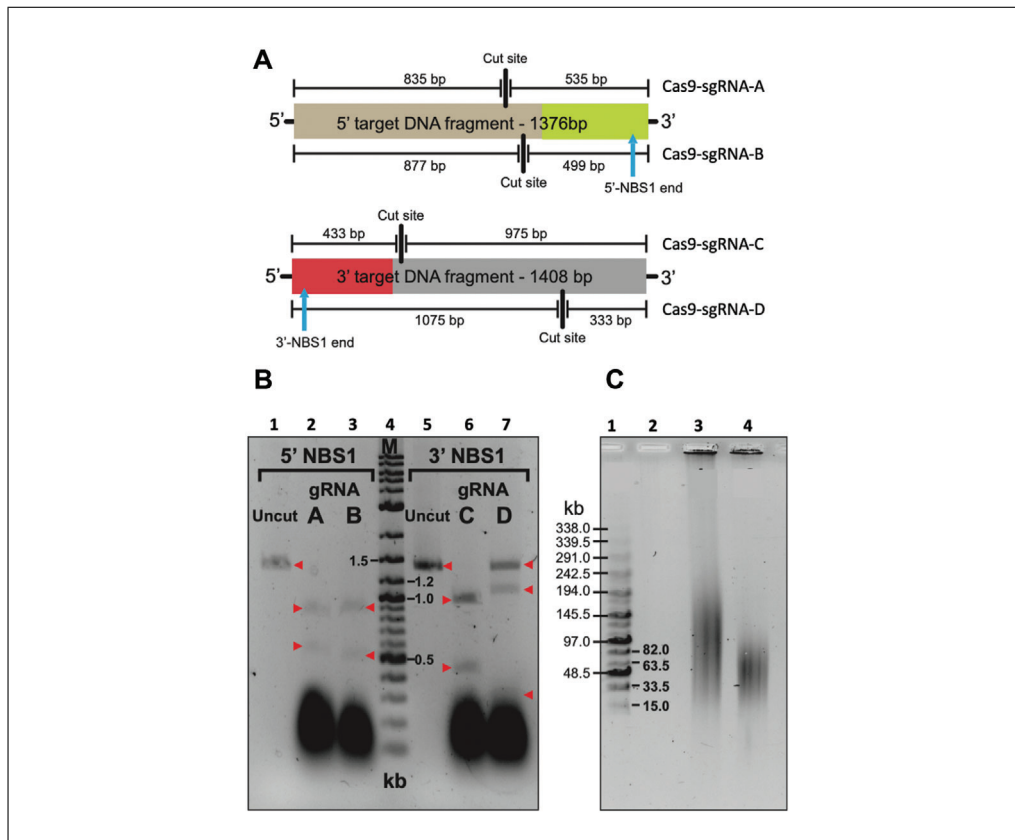 A
Cut site
835 bp
535 bp
Cas9-sgRNA-A
5’
5’ target DNA fragment - 1376bp
3’
Cas9-sgRNA-B
877 bp
499 bp
Cut site
5’-NBS1 end
Cut site
433 bp
975 bp
Cas9-sgRNA-C
5’
3’ target DNA fragment - 1408 bp
3’
Cas9-sgRNA-D
1075 bp
333 bp
3’-NBS1 end
Cut site
B
1 2 3 4 5 6 7
M
5’ NBS1
3’ NBS1
gRNA
gRNA
Uncut A B
Uncut C D
1.5
1.2
1.0
0.5
kb
C
1 2 3 4
kb
338.0
339.5
291.0
242.5
194.0
145.5
97.0
82.0
63.5
48.5
33.5
15.0